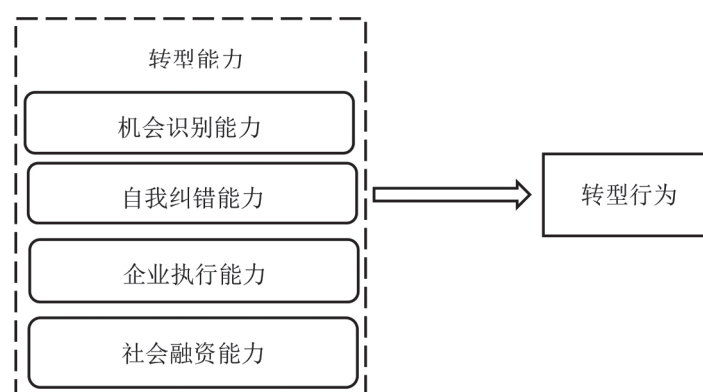 转型能力
机会识别能力
自我纠错能力
转型行为
企业执行能力
社会融资能力